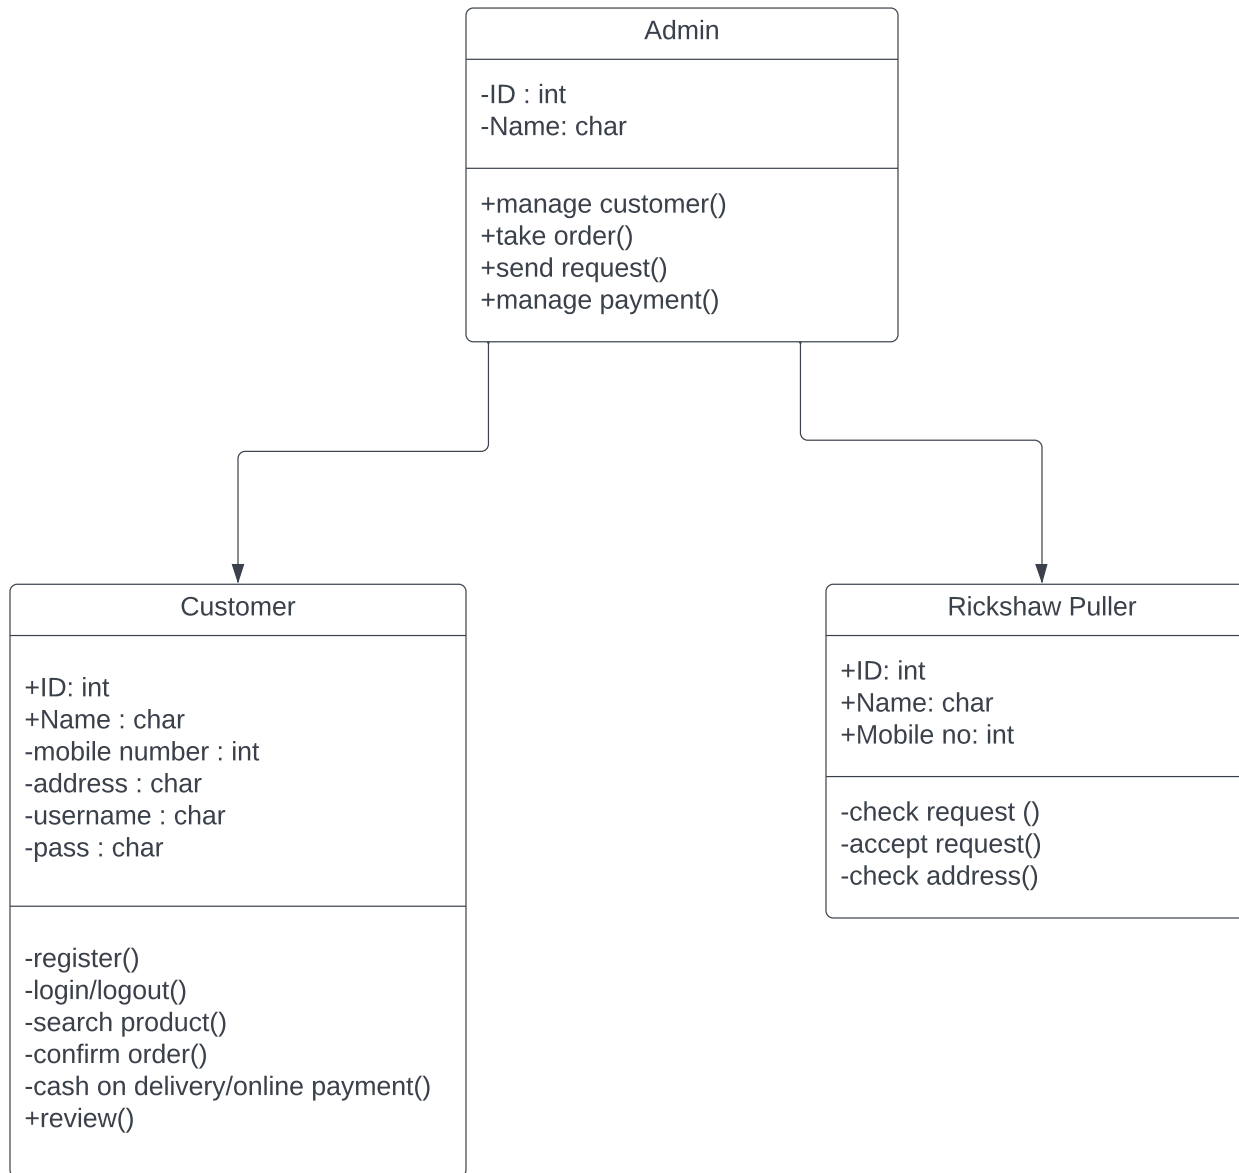 Admin
-ID : int
-Name: char
+manage customer()
+take order()
+send request()
+manage payment()
Customer
+ID: int
+Name : char
-mobile number : int
-address : char
-username : char
-pass : char
-register()
-login/logout()
-search product()
-confirm order()
-cash on delivery/online payment()
+review()
Rickshaw Puller
+ID: int
+Name: char
+Mobile no: int
-check request ()
-accept request()
-check address()